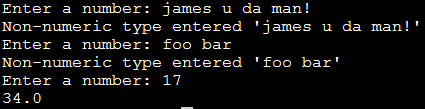 Enter a number: james u da man!
Non-numeric type entered 'james u da man!'
Enter a number: foo bar
Non-numeric type entered 'foo bar'
Enter a number: 17
34.0